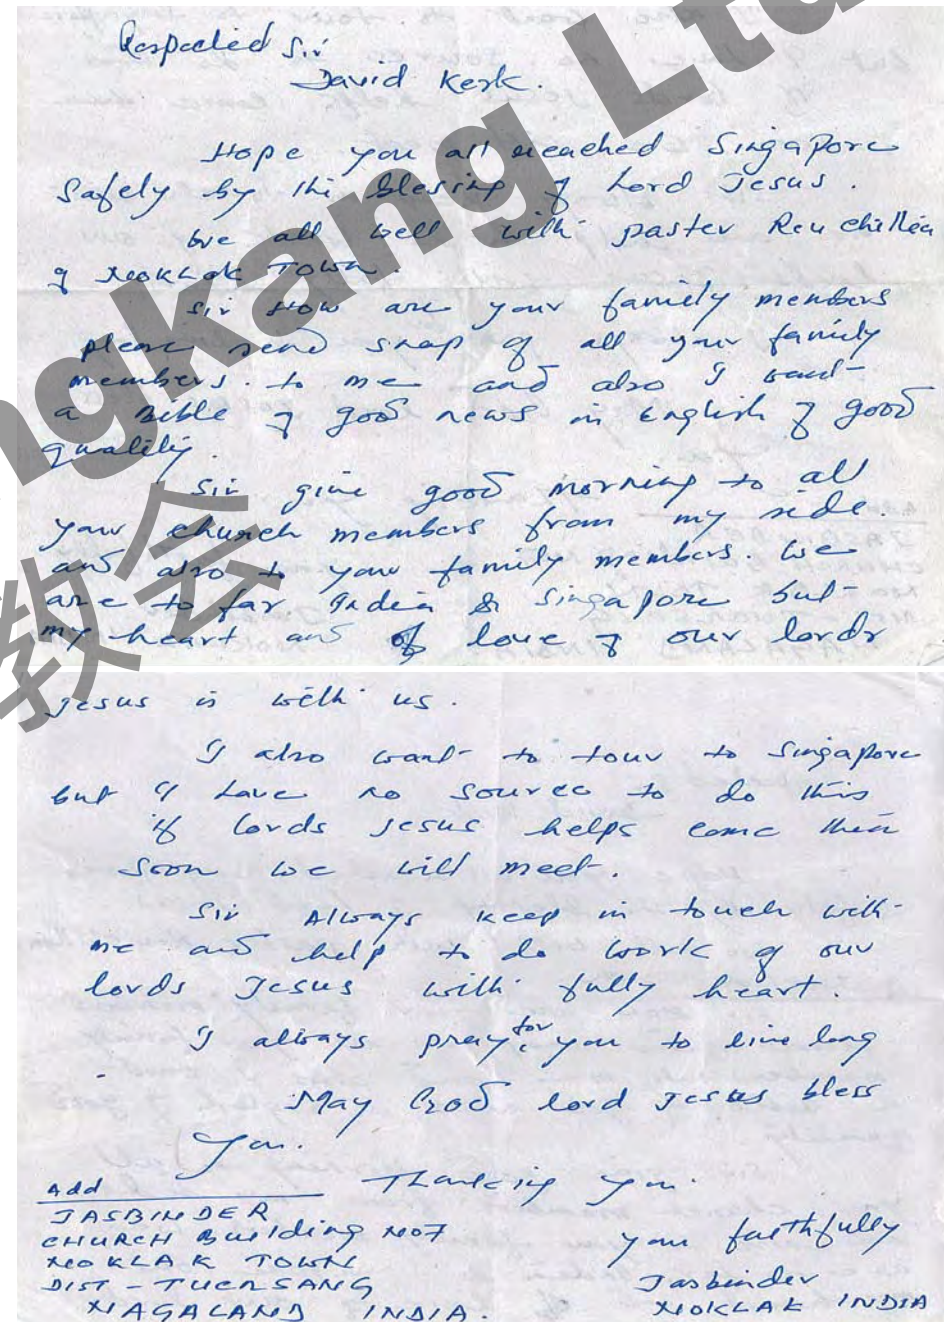 Respected Sir
David Kerk.
Hope you all reached Singapore
Safely by the blessing of Lord Jesus.
We all well with paster
of NOKLAK TOWN.
Sir How are your family members
please send snap of all your family
members. to me and also I want
a Bible of good news in English of good
quality.
Sir give good morning to all
your church members from my side.
and also to your family members. We
are to far India & Singapore but
my heart and of love of our lords
Jesus is with us.
I also want to tour to Singapore
but I have no source to do this
if lords Jesus helps come then
soon we will meet.
Sir Always keep in touch with
me and help to do work of our
lords Jesus with fully heart.
I always pray for you to live long
May God lord Jesus bless
You.
Thanking you.
Add
JASBINDER
CHURCH Building NO7
NOKLAK TOWN
DIST - TUENSANG
NAGALAND INDIA.
your faithfully
Jasbinder
NOKLAK INDIA
ngkang Ltd
教会